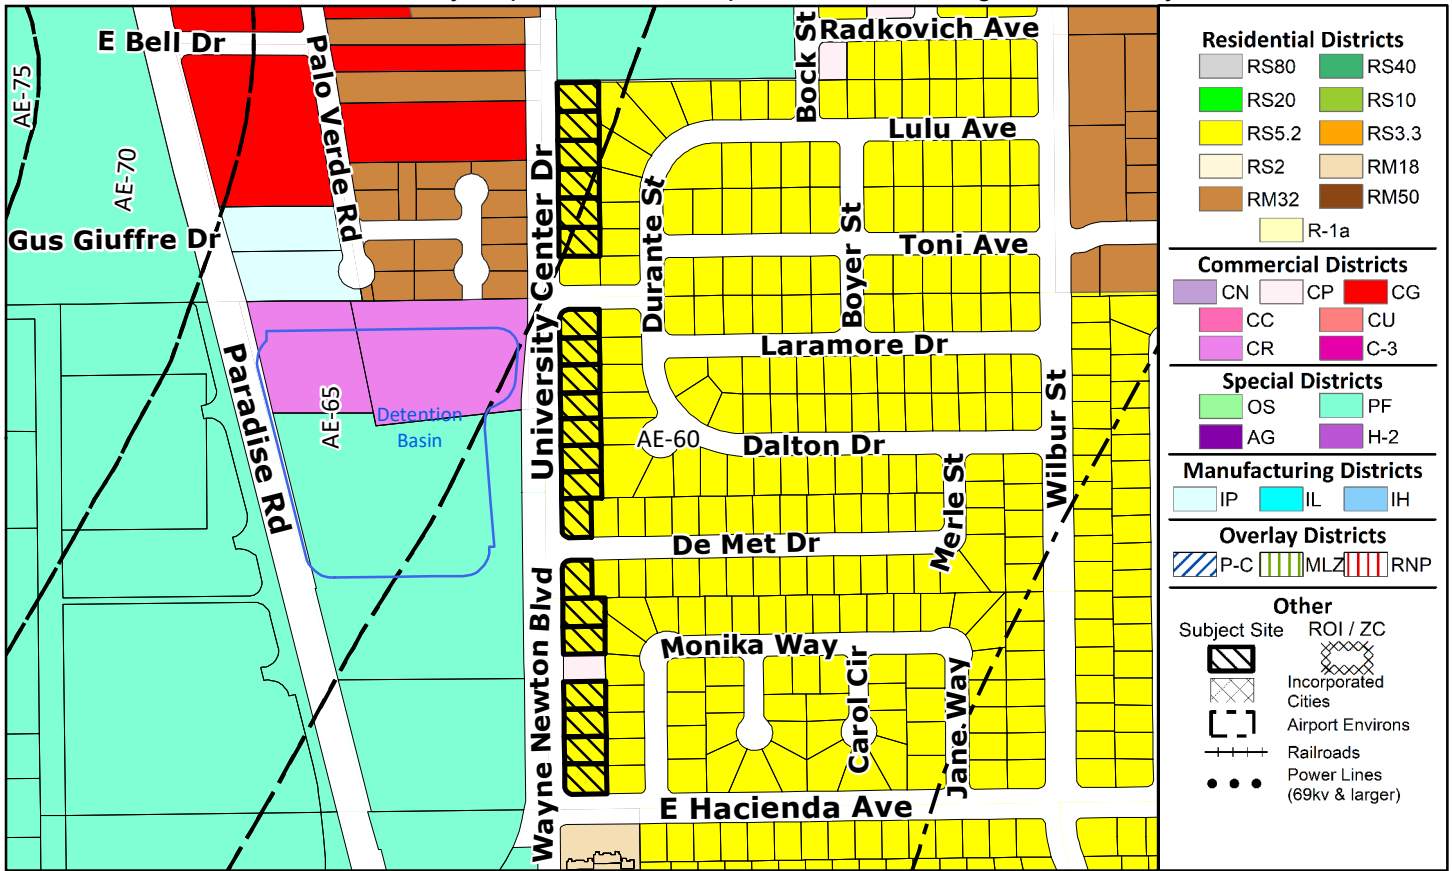 E Bell Dr
Palo Verde Rd
Bock St
Radkovich Ave
AE-75
AE-70
Lulu Ave
Gus Giuffre Dr
University Center Dr
Durante St
Boyer St
Toni Ave
Laramore Dr
Paradise Rd
AE-65
Detention
Basin
AE-60
Dalton Dr
Wilbur St
Merle St
De Met Dr
Wayne Newton Blvd
Monika Way
Carol Cir
Jane Way
E Hacienda Ave
Residential Districts
RS80 RS40
RS20 RS10
RS5.2 RS3.3
RS2 RM18
RM32 RM50
R-1a
Commercial Districts
CN CP CG
CC CU
CR C-3
Special Districts
OS PF
AG H-2
Manufacturing Districts
IP IL IH
Overlay Districts
P-C MLZ RNP
Other
Subject Site ROI / ZC
Incorporated
Cities
Airport Environs
Railroads
Power Lines
(69kv & larger)